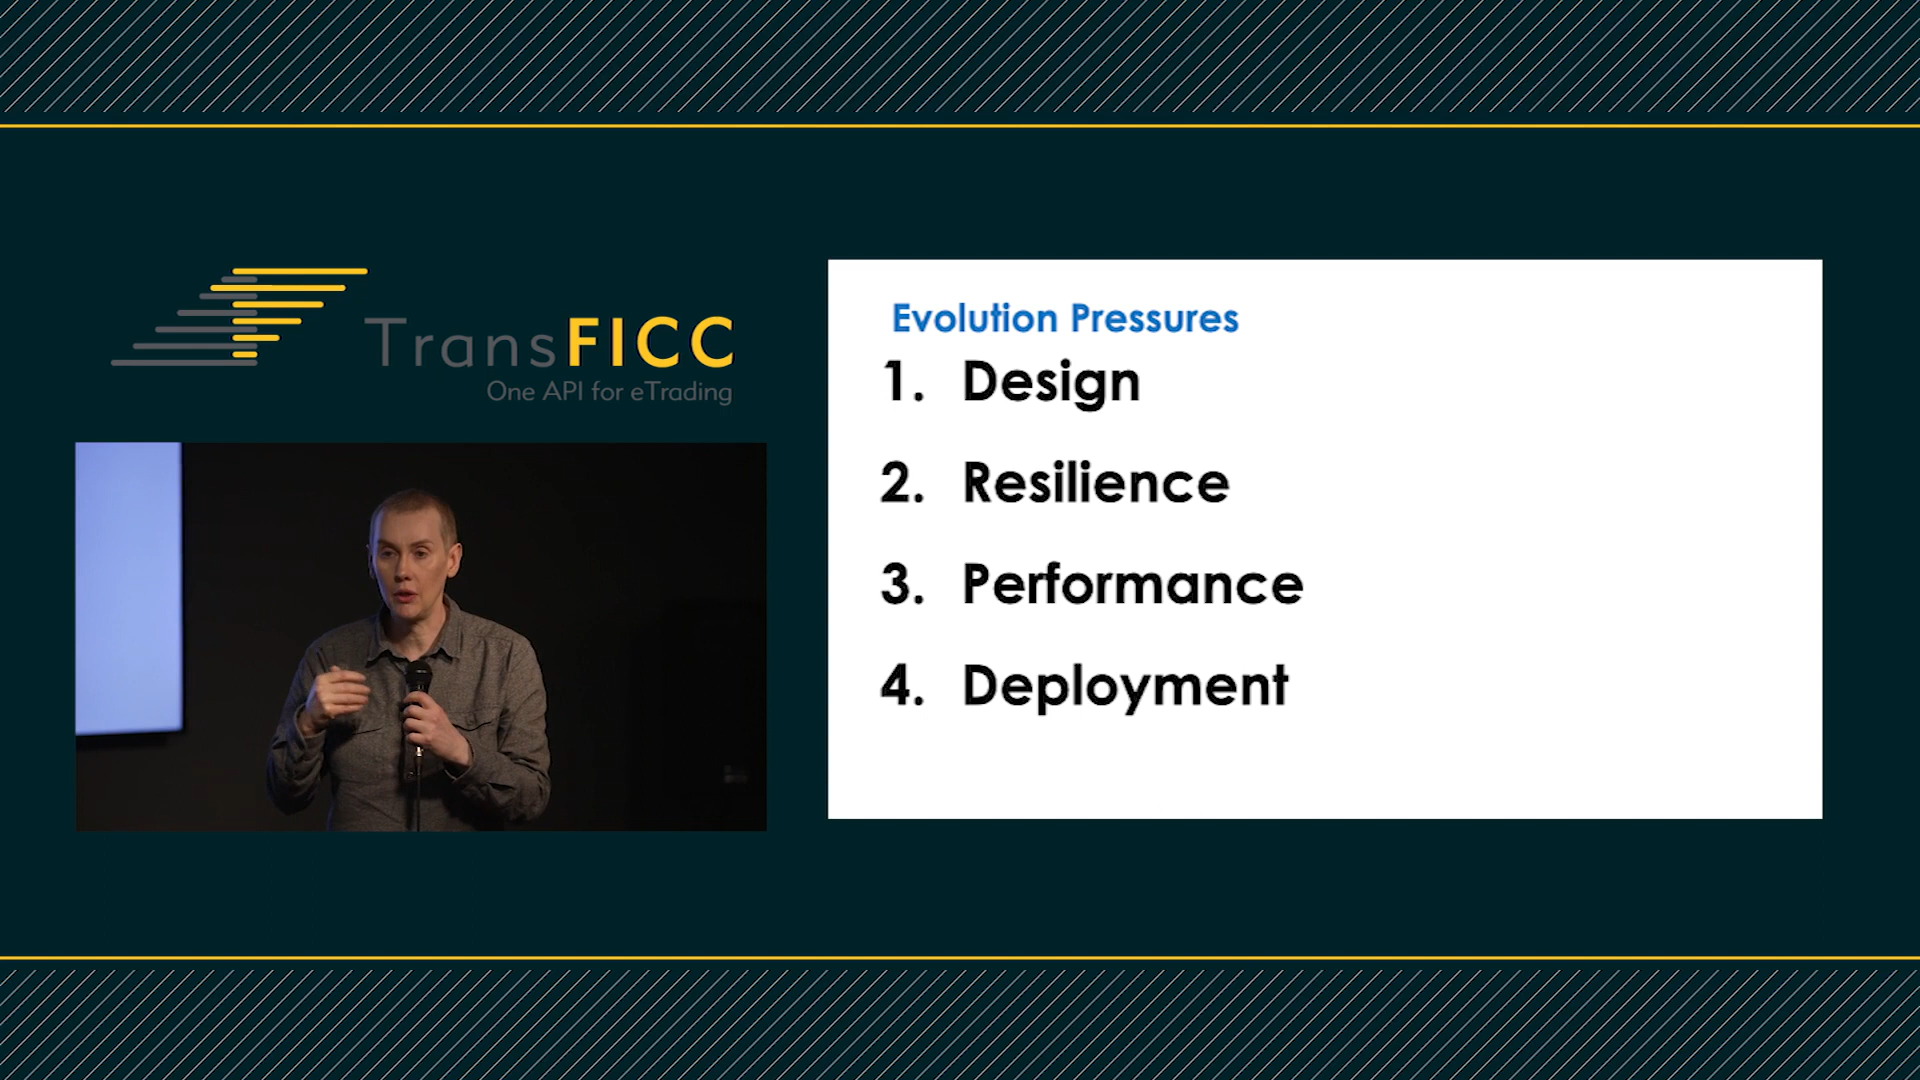 TransFICC
One API for eTrading
Evolution Pressures
1. Design
2. Resilience
3. Performance
4. Deployment